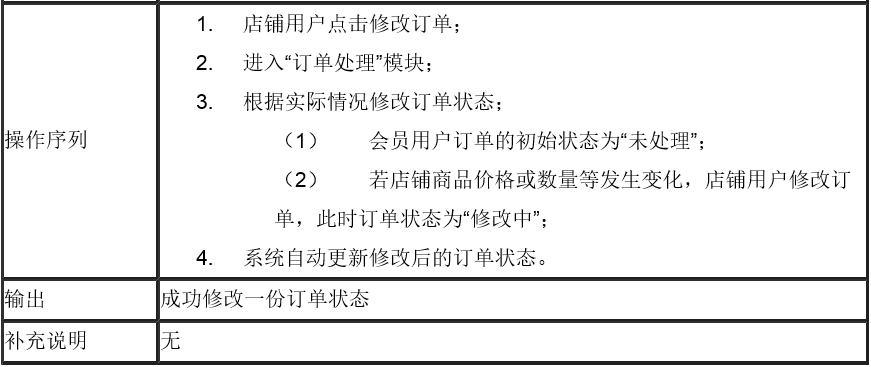 1. 店铺用户点击修改订单；
2. 进入“订单处理”模块；
3. 根据实际情况修改订单状态；
操作序列
（1） 会员用户订单的初始状态为“未处理”；
（2） 若店铺商品价格或数量等发生变化，店铺用户修改订
单，此时订单状态为“修改中”；
4. 系统自动更新修改后的订单状态。
输出 成功修改一份订单状态
补充说明 无